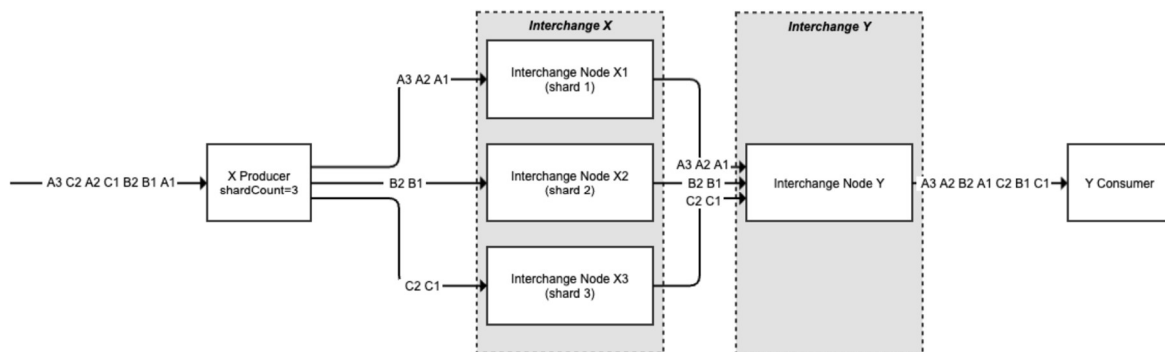 Interchange X
Interchange Y
Interchange Node X1
(shard 1)
A3 A2 A1
A3 A2 A1
X Producer
shardCount=3
A3 C2 A2 C1 B2 B1 A1
B2 B1
Interchange Node X2
(shard 2)
B2 B1
C2 C1
Interchange Node Y
A3 A2 B2 A1 C2 B1 C1
Y Consumer
C2 C1
Interchange Node X3
(shard 3)